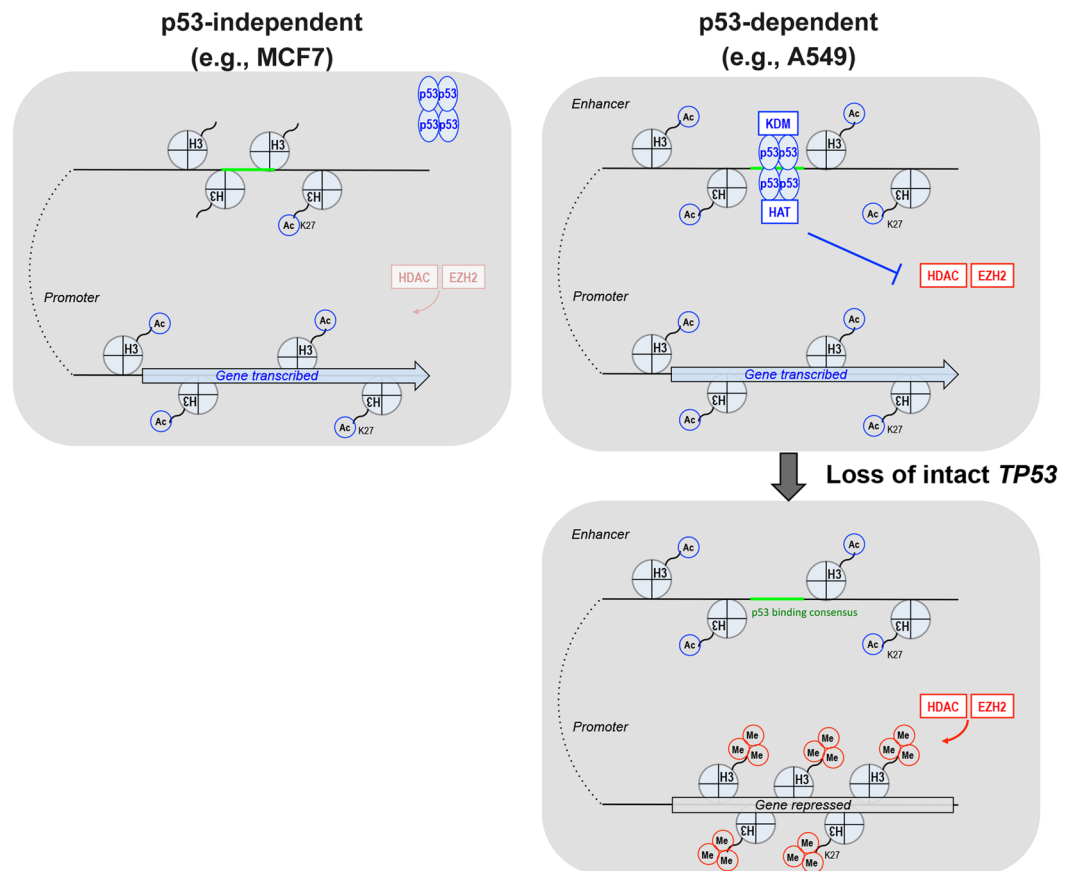 p53-independent
(e.g., MCF7)
p53 p53
p53 p53
H3 H3
H3 H3
Ac K27
HDAC EZH2
Promoter
Ac Ac
H3 H3
Gene transcribed
H3 H3
Ac Ac K27
p53-dependent
(e.g., A549)
Enhancer
Ac KDM Ac
H3 p53 p53 H3
H3 p53 p53 H3
Ac HAT Ac K27
HDAC EZH2
Promoter
Ac Ac
H3 H3
Gene transcribed
H3 H3
Ac Ac K27
Loss of intact TP53
Enhancer
Ac Ac
H3 H3
p53 binding consensus
H3 H3
Ac Ac K27
HDAC EZH2
Promoter
Me Me Me
Me Me Me Me Me Me
H3 H3 H3
Gene repressed
H3 H3
Me Me
Me Me Me Me K27